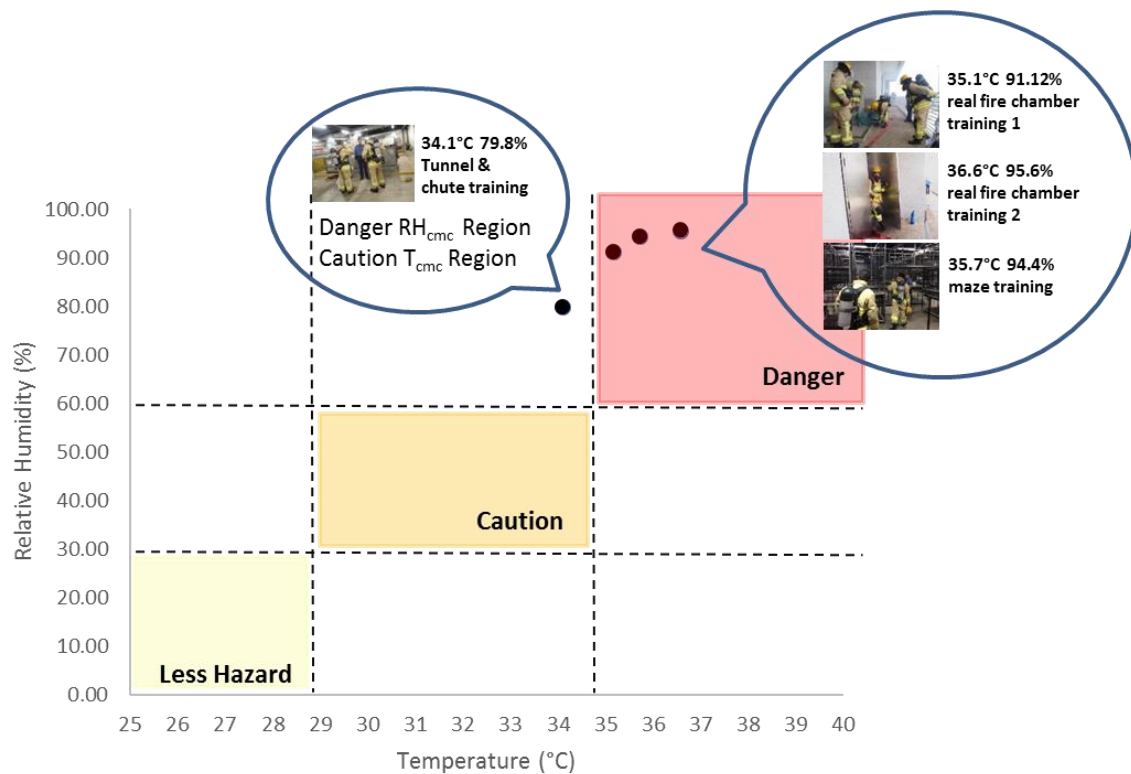 35.1°C 91.12%
real fire chamber
training 1
36.6°C 95.6%
real fire chamber
training 2
35.7°C 94.4%
maze training
34.1°C 79.8%
Tunnel &
chute training
Danger RHcmc Region
Caution Tcmc Region
100.00
90.00
80.00
70.00
60.00
50.00
40.00
30.00
20.00
10.00
0.00
Relative Humidity (%)
Danger
Caution
Less Hazard
25 26 27 28 29 30 31 32 33 34 35 36 37 38 39 40
Temperature (°C)